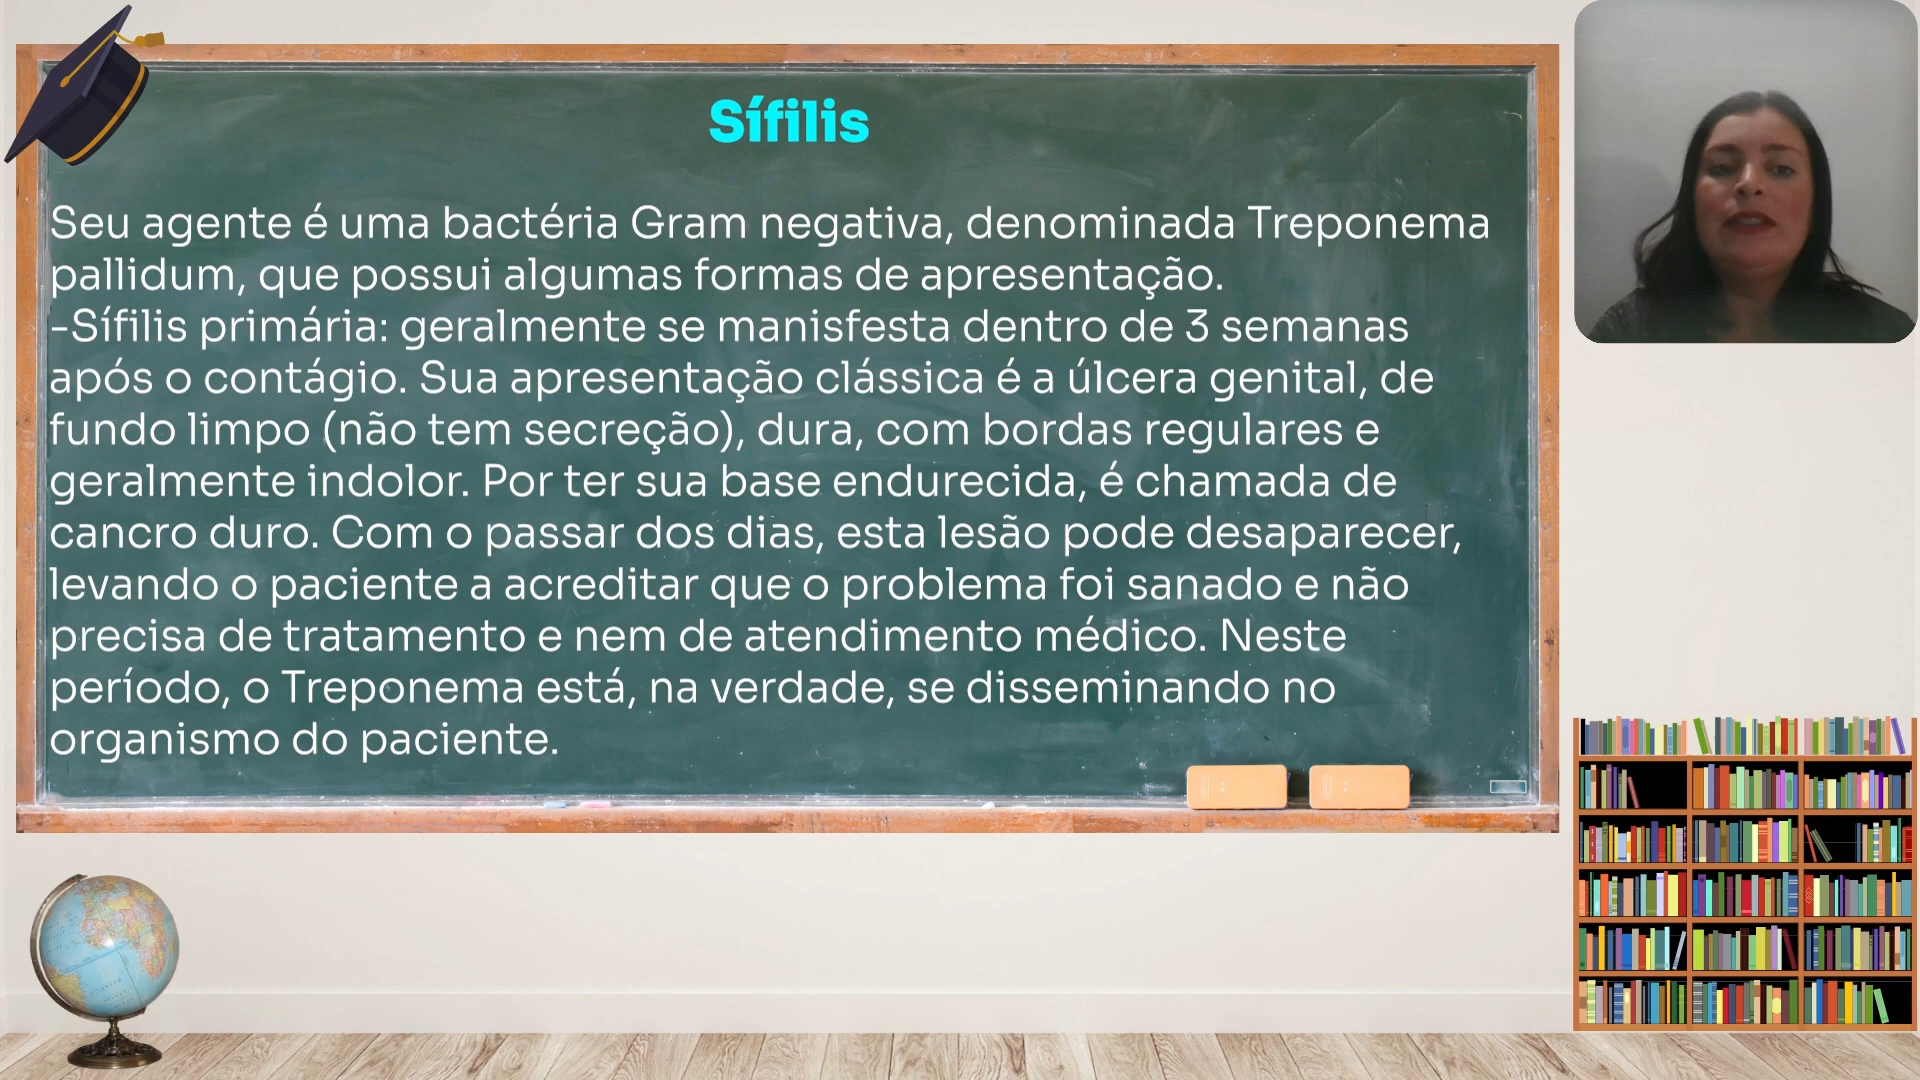 Sífilis
Seu agente é uma bactéria Gram negativa, denominada Treponema
pallidum, que possui algumas formas de apresentação.
-Sífilis primária: geralmente se manisfesta dentro de 3 semanas
após o contágio. Sua apresentação clássica é a úlcera genital, de
fundo limpo (não tem secreção), dura, com bordas regulares e
geralmente indolor. Por ter sua base endurecida, é chamada de
cancro duro. Com o passar dos dias, esta lesão pode desaparecer,
levando o paciente a acreditar que o problema foi sanado e não
precisa de tratamento e nem de atendimento médico. Neste
período, o Treponema está, na verdade, se disseminando no
organismo do paciente.